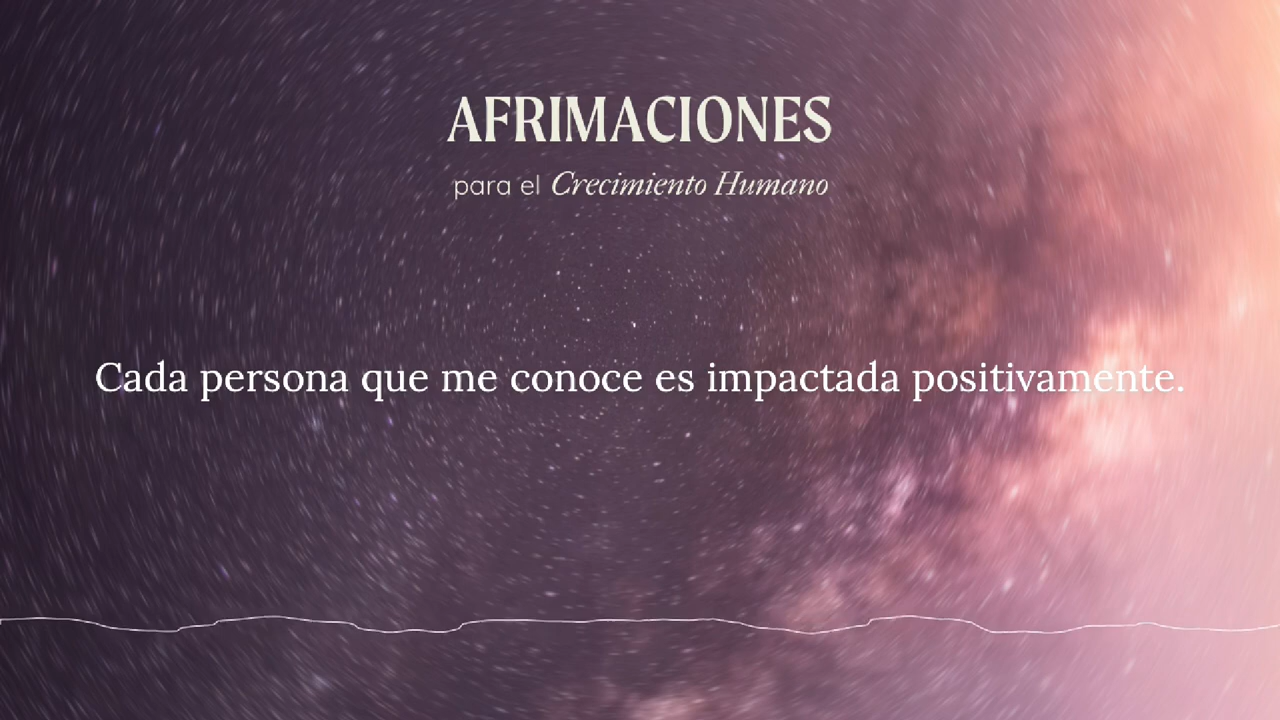 AFRIMACIONES
para el Crecimiento Humano
Cada persona que me conoce es impactada positivamente.